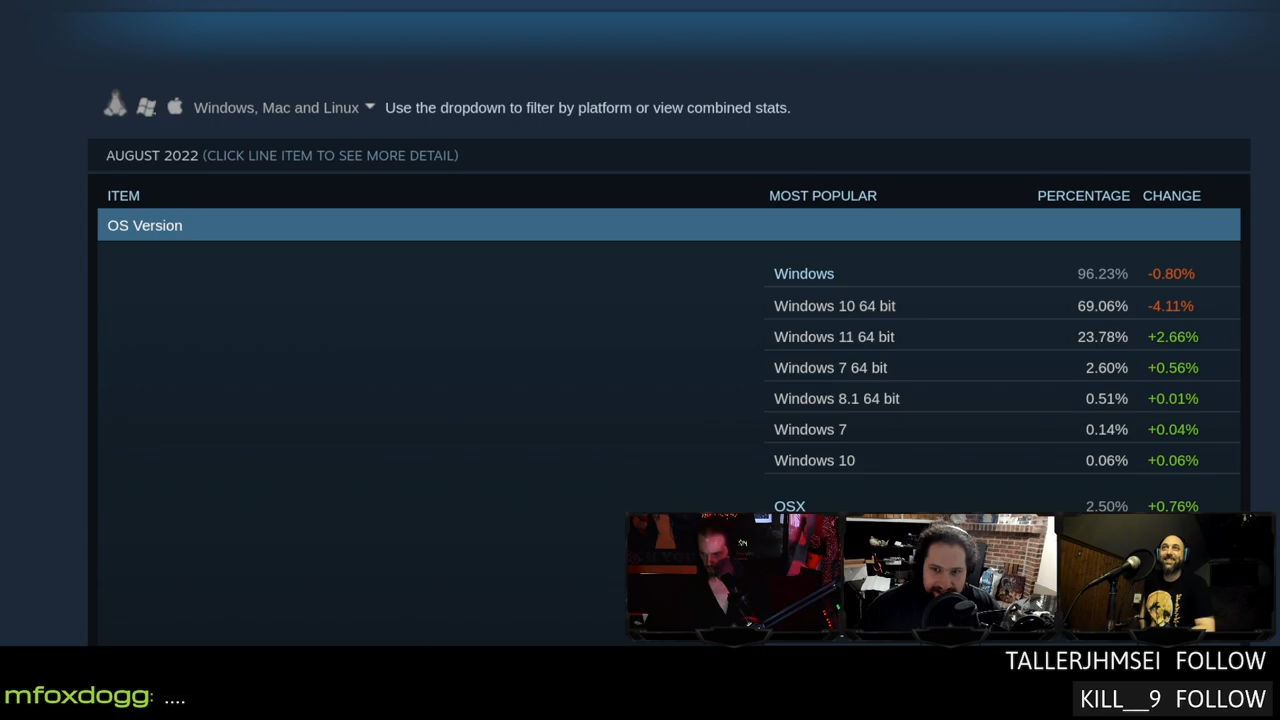 Windows, Mac and Linux Use the dropdown to filter by platform or view combined stats.
AUGUST 2022 (CLICK LINE ITEM TO SEE MORE DETAIL)
ITEM MOST POPULAR PERCENTAGE CHANGE
OS Version
Windows 96.23% -0.80%
Windows 10 64 bit 69.06% -4.11%
Windows 11 64 bit 23.78% +2.66%
Windows 7 64 bit 2.60% +0.56%
Windows 8.1 64 bit 0.51% +0.01%
Windows 7 0.14% +0.04%
Windows 10 0.06% +0.06%
OSX 2.50% +0.76%
TALLERJHMSEI FOLLOW
mfoxdogg: ....
KILL__9 FOLLOW